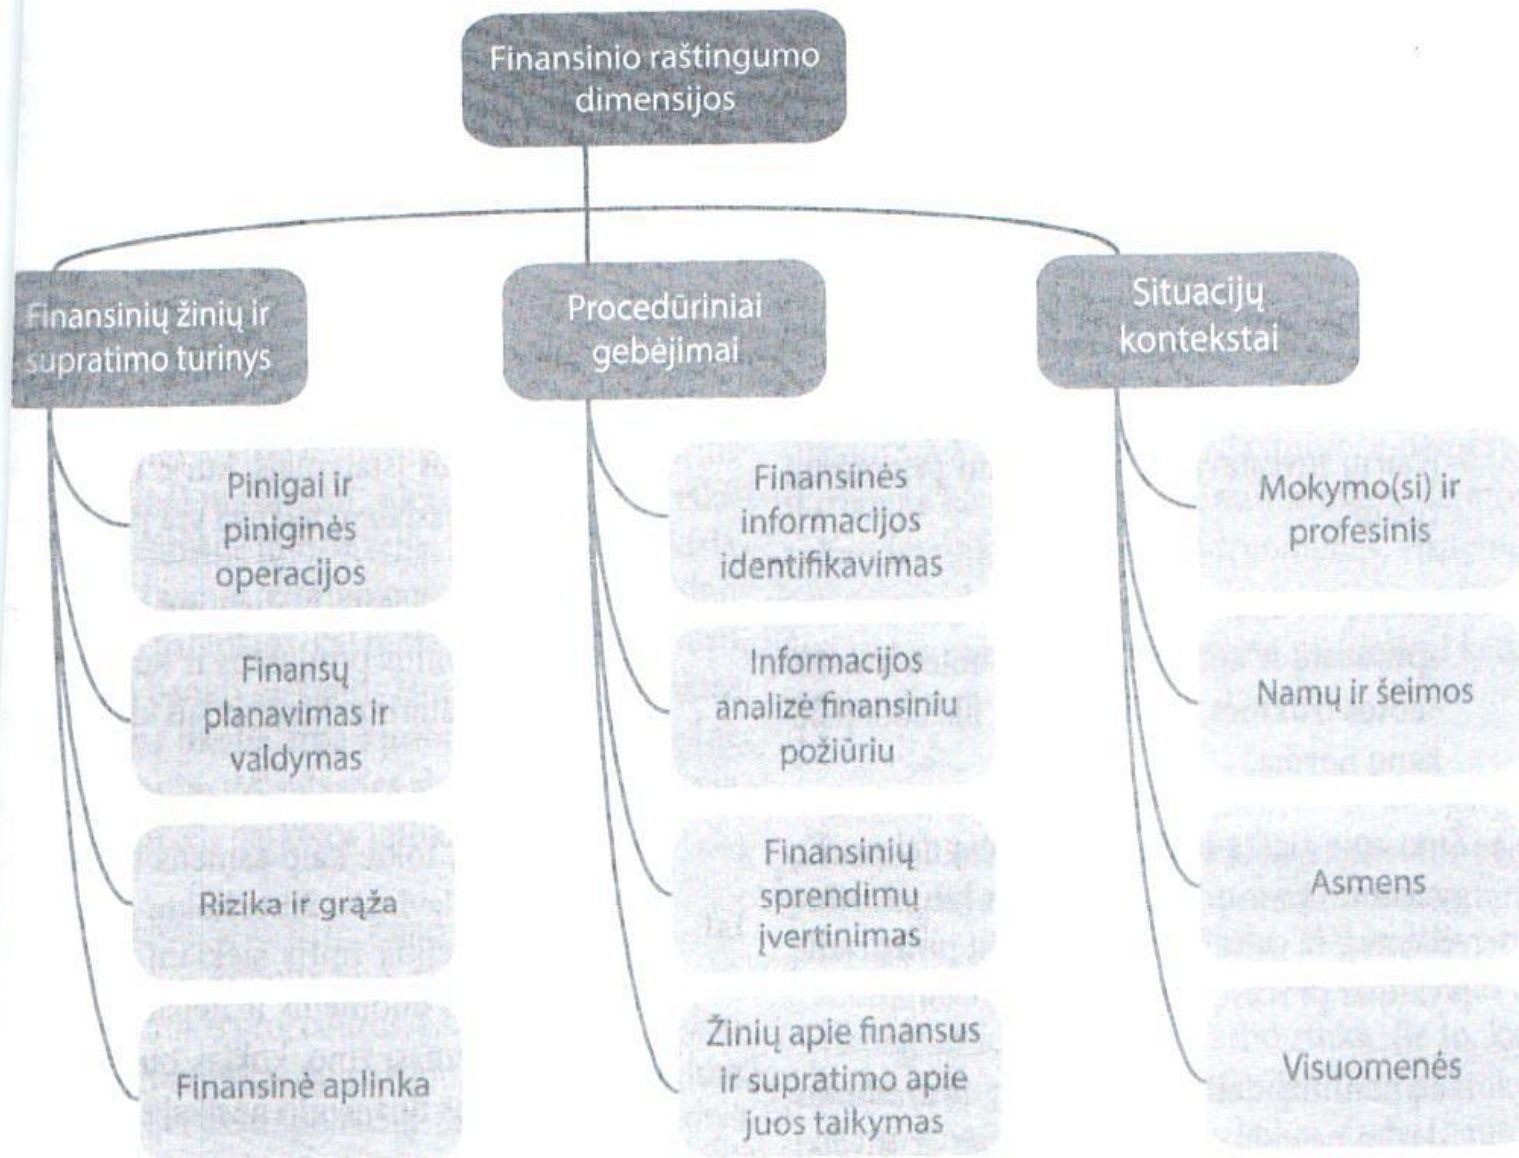 Finansinio raštingumo
dimensijos
Finansinių žinių ir
supratimo turinys
Pinigai ir
piniginės
operacijos
Finansų
planavimas ir
valdymas
Rizika ir grąža
Finansinė aplinka
Procedūriniai
gebėjimai
Finansinės
informacijos
identifikavimas
Informacijos
analizė finansiniu
požiūriu
Finansinių
sprendimų
įvertinimas
Žinių apie finansus
ir supratimo apie
juos taikymas
Situacijų
kontekstai
Mokymo(si) ir
profesinis
Namų ir šeimos
Asmens
Visuomenės